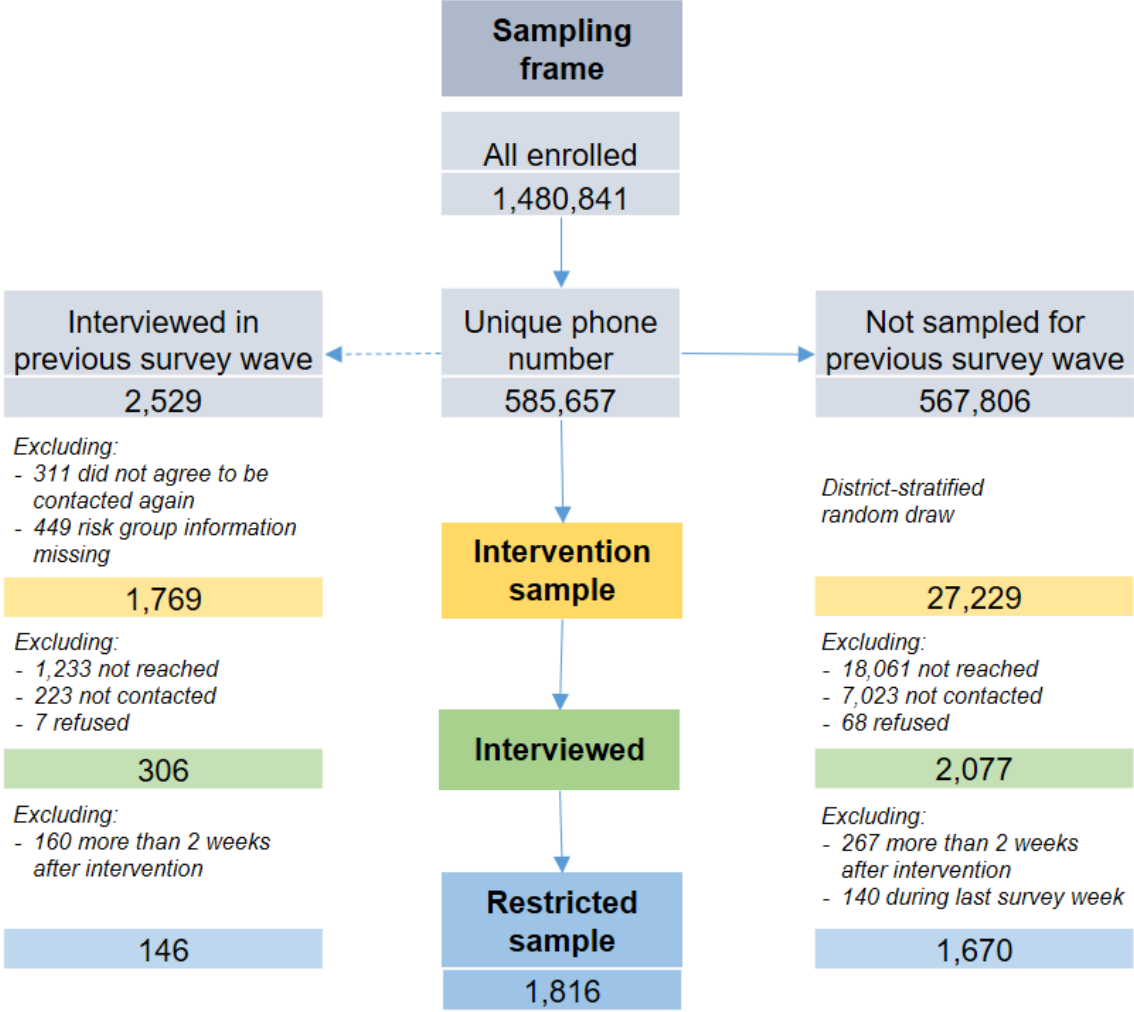 Sampling
frame
All enrolled
1,480,841
Interviewed in
previous survey wave
2,529
Unique phone
number
585,657
Not sampled for
previous survey wave
567,806
Excluding:
- 311 did not agree to be
contacted again
- 449 risk group information
missing
District-stratified
random draw
Intervention
sample
1,769
27,229
Excluding:
- 1,233 not reached
- 223 not contacted
- 7 refused
Excluding:
- 18,061 not reached
- 7,023 not contacted
- 68 refused
Interviewed
306
2,077
Excluding:
- 160 more than 2 weeks
after intervention
Excluding:
- 267 more than 2 weeks
after intervention
- 140 during last survey week
Restricted
sample
146
1,670
1,816